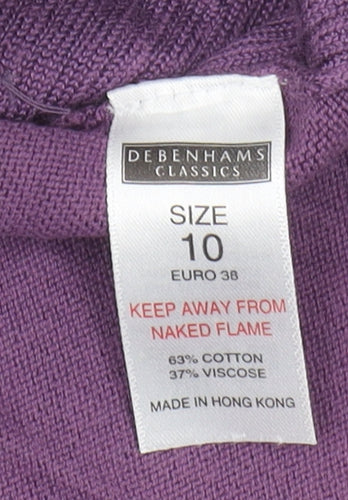 DEBENHAMS
CLASSICS
SIZE
10
EURO 38
KEEP AWAY FROM
NAKED FLAME
63% COTTON
37% VISCOSE
MADE IN HONG KONG